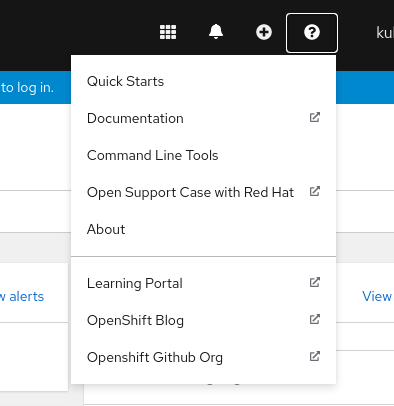 ku
to log in.
Quick Starts
Documentation
Command Line Tools
Open Support Case with Red Hat
About
Learning Portal
w alerts
View
OpenShift Blog
Openshift Github Org